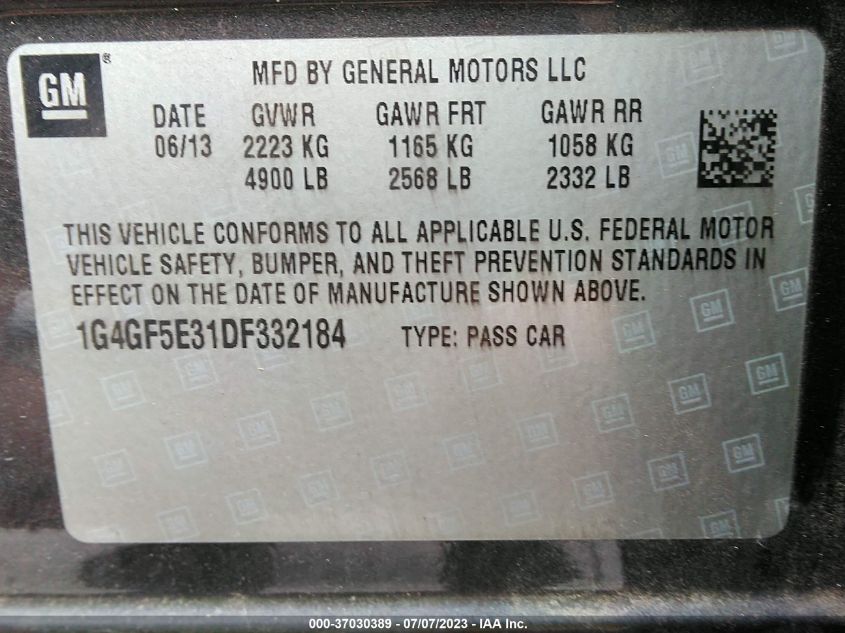 GM®
MFD BY GENERAL MOTORS LLC
DATE GVWR GAWR FRT GAWR RR
06/13 2223 KG 1165 KG 1058 KG
4900 LB 2568 LB 2332 LB
THIS VEHICLE CONFORMS TO ALL APPLICABLE U.S. FEDERAL MOTOR
VEHICLE SAFETY, BUMPER, AND THEFT PREVENTION STANDARDS IN
EFFECT ON THE DATE OF MANUFACTURE SHOWN ABOVE.
1G4GF5E31DF332184 TYPE: PASS CAR
000-37030389 - 07/07/2023 - IAA Inc.